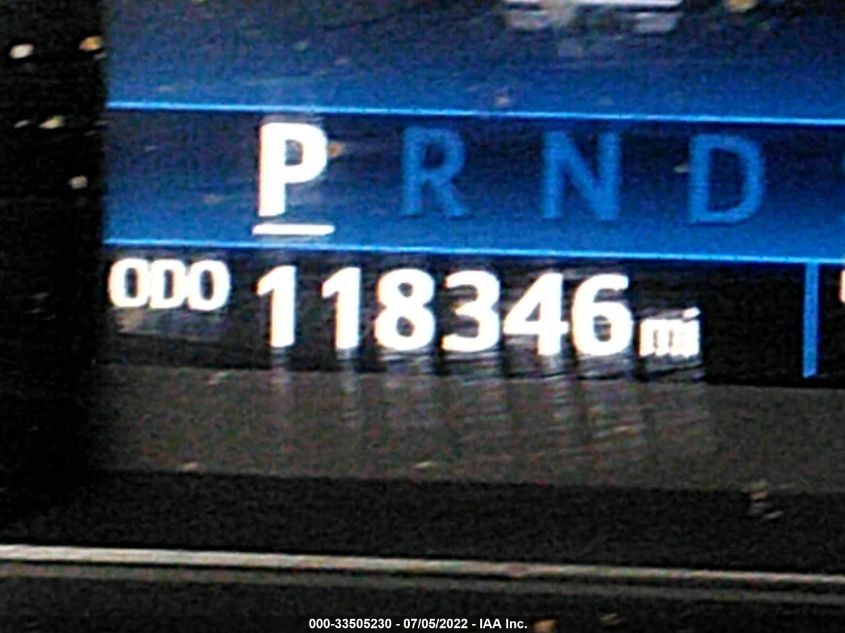 P R N D
ODO 118346 mi
000-33505230 - 07/05/2022 - IAA Inc.